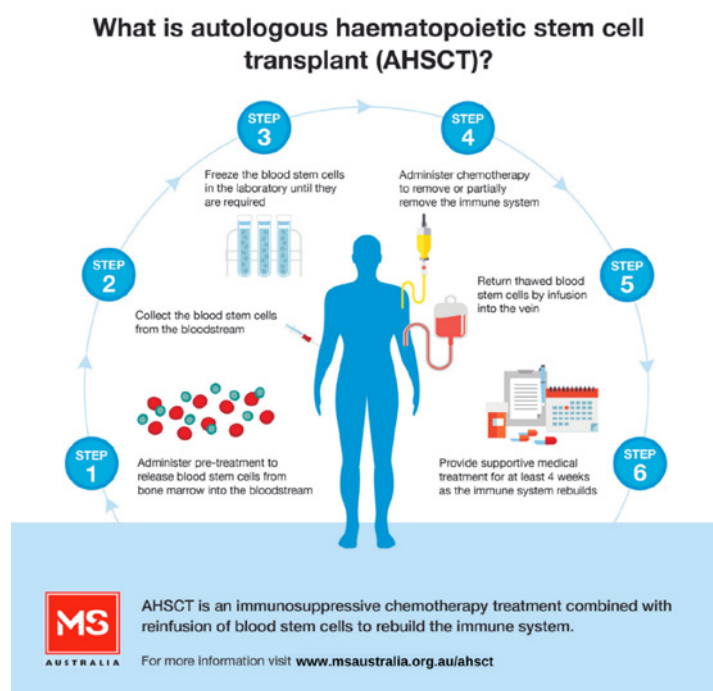 What is autologous haematopoietic stem cell
transplant (AHSCT)?
STEP
1
Administer pre-treatment to
release blood stem cells from
bone marrow into the bloodstream
STEP
2
Collect the blood stem cells
from the bloodstream
STEP
3
Freeze the blood stem cells
in the laboratory until they
are required
STEP
4
Administer chemotherapy
to remove or partially
remove the immune system
STEP
5
Return thawed blood
stem cells by infusion
into the vein
STEP
6
Provide supportive medical
treatment for at least 4 weeks
as the immune system rebuilds
MS
AUSTRALIA
AHSCT is an immunosuppressive chemotherapy treatment combined with
reinfusion of blood stem cells to rebuild the immune system.
For more information visit www.msaustralia.org.au/ahsct